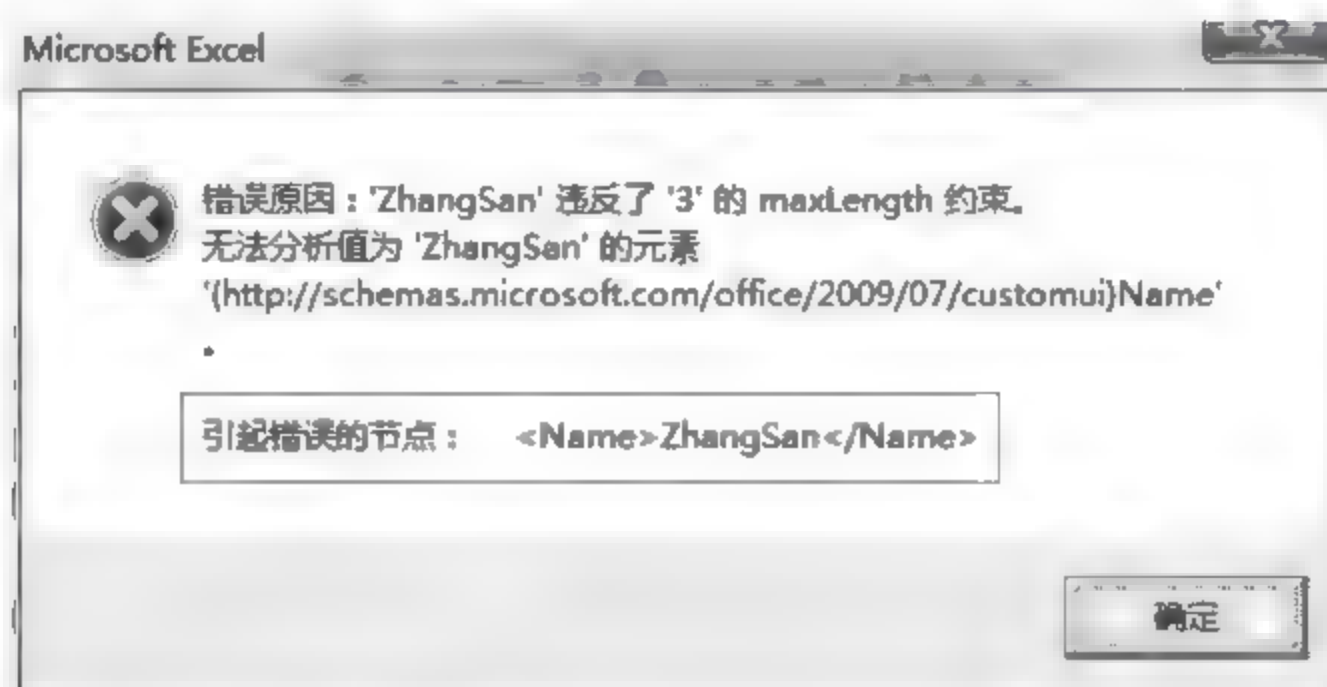 Microsoft Excel
错误原因：'ZhangSan' 违反了 '3' 的 maxLength 约束。
无法分析值为 'ZhangSan' 的元素
'{http://schemas.microsoft.com/office/2009/07/customui}Name'
。
引起错误的节点： <Name>ZhangSan</Name>
确定